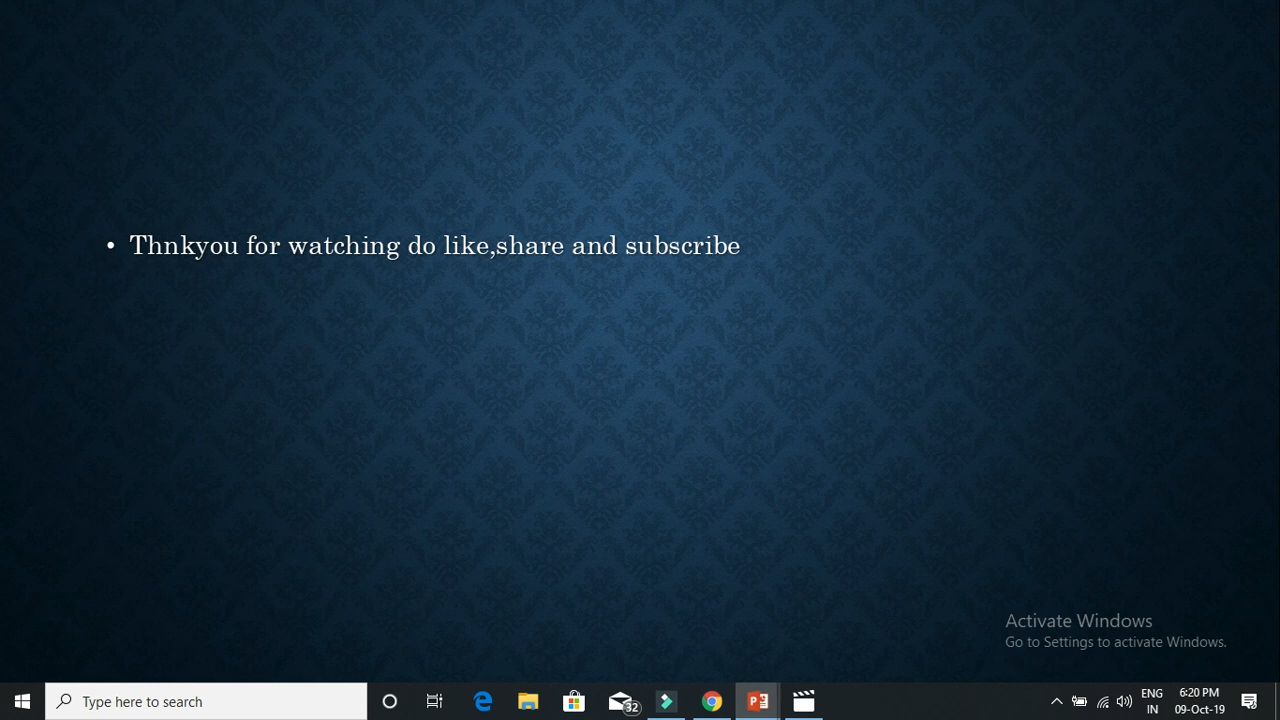 • Thnkyou for watching do like,share and subscribe
Activate Windows
Go to Settings to activate Windows.
Type here to search
32
ENG
IN
6:20 PM
09-Oct-19